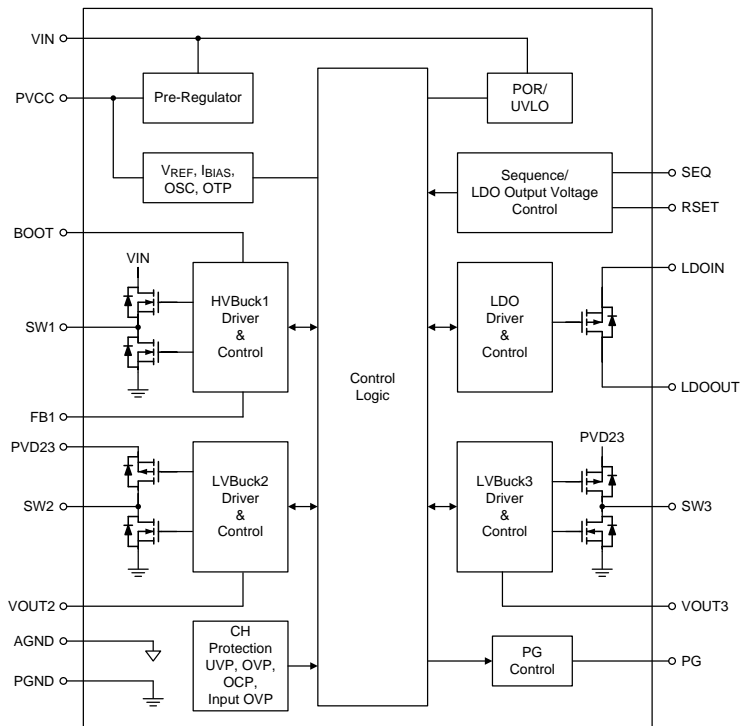 VIN
PVCC
Pre-Regulator
POR/
UVLO
VREF, IBIAS,
OSC, OTP
Sequence/
LDO Output Voltage
Control
SEQ
RSET
BOOT
VIN
SW1
HVBuck1
Driver
&
Control
FB1
Control
Logic
LDO
Driver
&
Control
LDOIN
LDOOUT
PVD23
SW2
LVBuck2
Driver
&
Control
VOUT2
LVBuck3
Driver
&
Control
PVD23
SW3
VOUT3
AGND
PGND
CH
Protection
UVP, OVP,
OCP,
Input OVP
PG
Control
PG